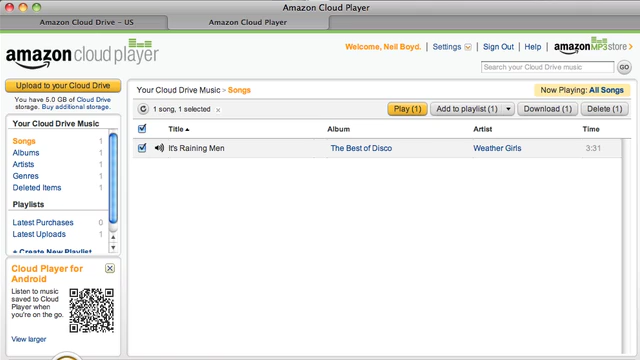 Amazon Cloud Player
Amazon Cloud Drive – US
Amazon Cloud Player
amazon cloud player
Welcome, Neil Boyd.
Settings
Sign Out
Help
amazon MP3 store
Search your Cloud Drive music
GO
Upload to your Cloud Drive
You have 5.0 GB of Cloud Drive
storage. Buy additional storage.
Your Cloud Drive Music
Songs 1
Albums 1
Artists 1
Genres 1
Deleted Items 1
Playlists
Latest Purchases 0
Latest Uploads 1
+ Create New Playlist
Cloud Player for
Android
Listen to music
saved to Cloud
Player when
you're on the go.
View larger
Your Cloud Drive Music > Songs
Now Playing: All Songs
1 song, 1 selected x
Play (1)
Add to playlist (1)
Download (1)
Delete (1)
Title Album Artist Time
It's Raining Men The Best of Disco Weather Girls 3:31